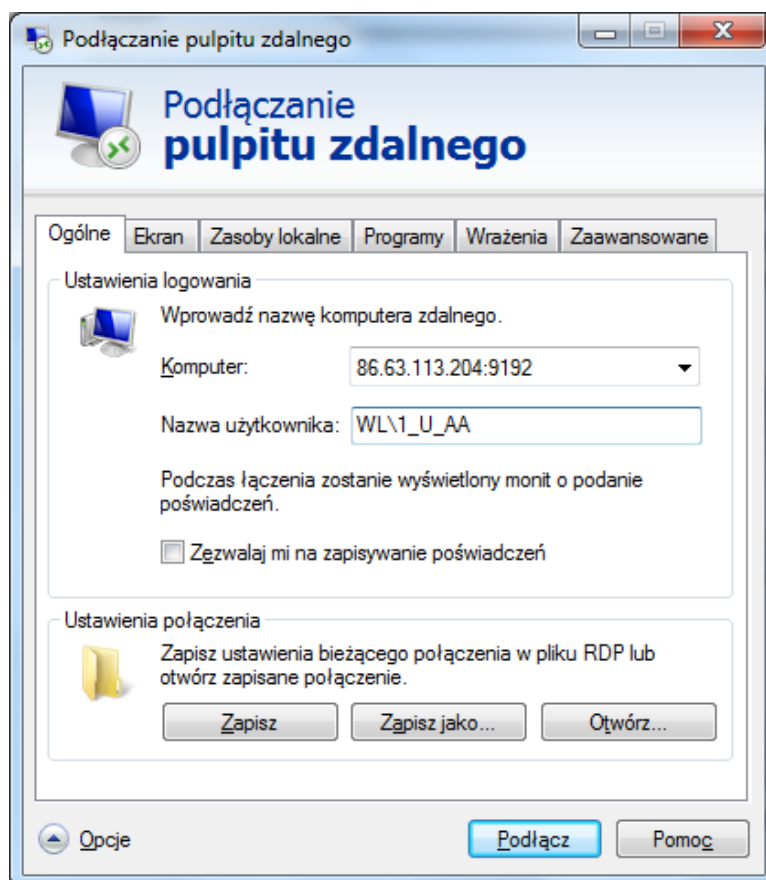 Podłączanie pulpitu zdalnego
Podłączanie
pulpitu zdalnego
Ogólne Ekran Zasoby lokalne Programy Wrażenia Zaawansowane
Ustawienia logowania
Wprowadź nazwę komputera zdalnego.
Komputer: 86.63.113.204:9192
Nazwa użytkownika: WL\1_U_AA
Podczas łączenia zostanie wyświetlony monit o podanie
poświadczeń.
Zezwalaj mi na zapisywanie poświadczeń
Ustawienia połączenia
Zapisz ustawienia bieżącego połączenia w pliku RDP lub
otwórz zapisane połączenie.
Zapisz Zapisz jako... Otwórz...
Opcje Podłącz Pomoc